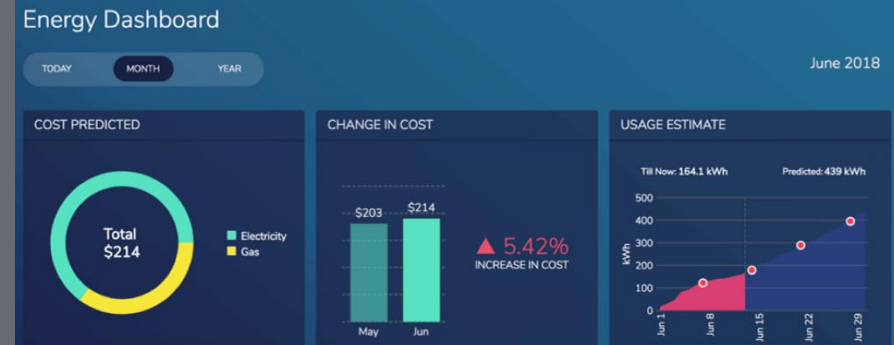 Energy Dashboard
TODAY MONTH YEAR
June 2018
COST PREDICTED
Total
$214
Electricity
Gas
CHANGE IN COST
$203 $214
5.42%
INCREASE IN COST
May Jun
USAGE ESTIMATE
Till Now: 164.1 kWh Predicted: 439 kWh
500
400
300
200
100
0
kWh
Jun 1 Jun 8 Jun 15 Jun 22 Jun 29